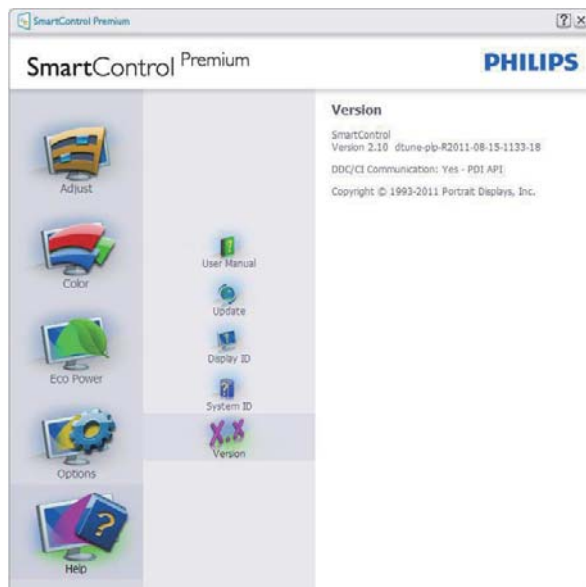 SmartControl Premium
SmartControl Premium
PHILIPS
Adjust
Color
Eco Power
Options
Help
User Manual
Update
Display ID
System ID
Version
Version
SmartControl
Version 2.10 dtune-pip-R2011-08-15-1133-18
DDC/CI Communication: Yes - PDI API
Copyright © 1993-2011 Portrait Displays, Inc.